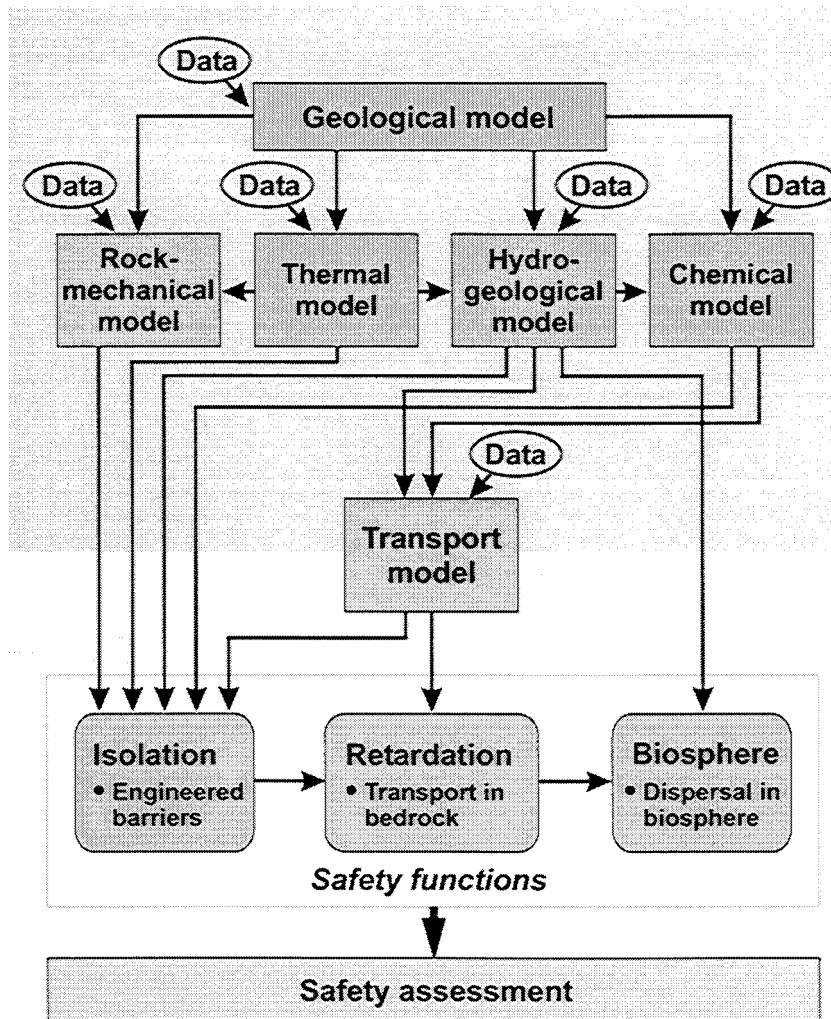 Data
Geological model
Data
Data
Data
Data
Rock-
mechanical
model
Thermal
model
Hydro-
geological
model
Chemical
model
Data
Transport
model
Isolation
• Engineered
barriers
Retardation
• Transport in
bedrock
Biosphere
• Dispersal in
biosphere
Safety functions
Safety assessment